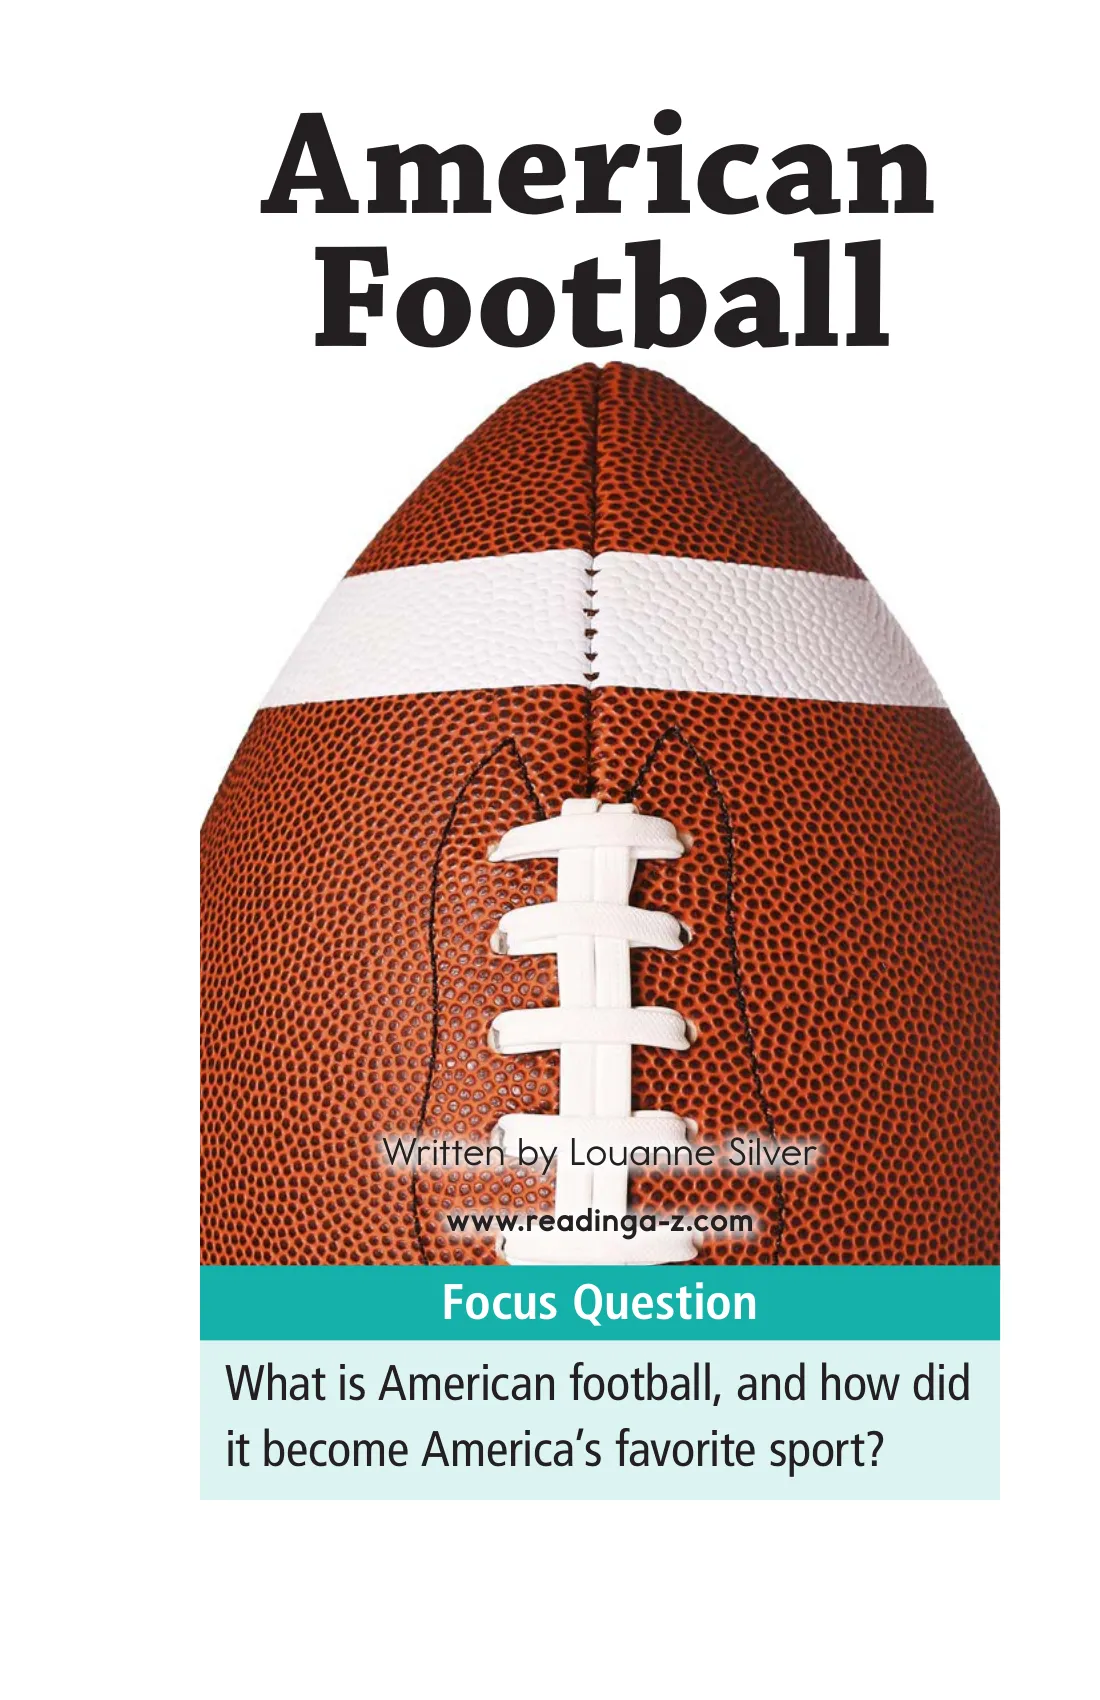 American
Football
Written by Louanne Silver
www.readinga-z.com
Focus Question
What is American football, and how did
it become America’s favorite sport?